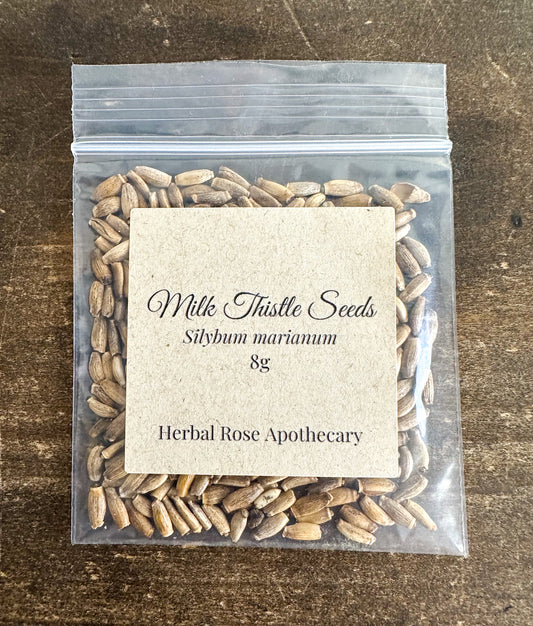 Milk Thistle Seeds
Silybum marianum
8g
Herbal Rose Apothecary